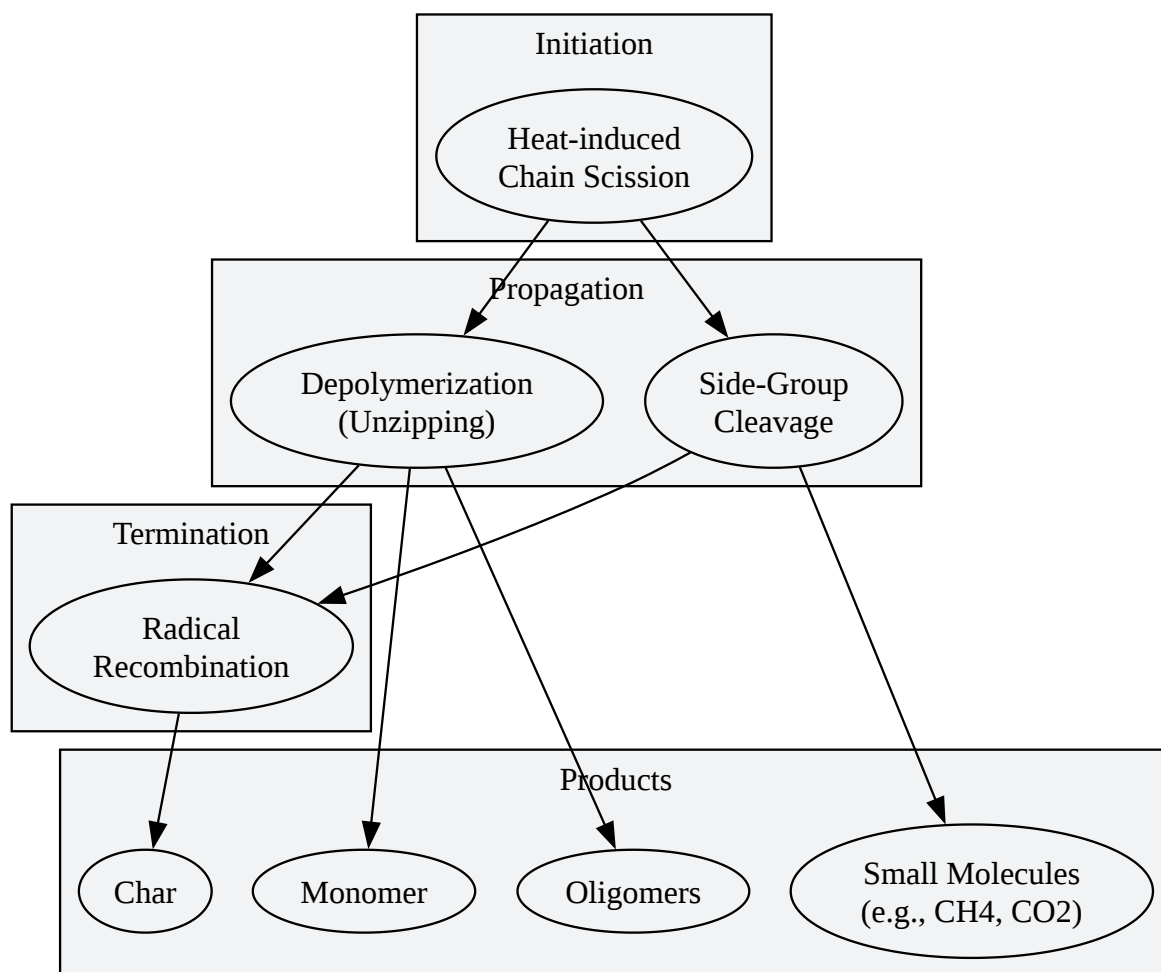 Initiation
Heat-induced
Chain Scission
Propagation
Depolymerization
(Unzipping)
Side-Group
Cleavage
Termination
Radical
Recombination
Products
Char
Monomer
Oligomers
Small Molecules
(e.g., CH4, CO2)